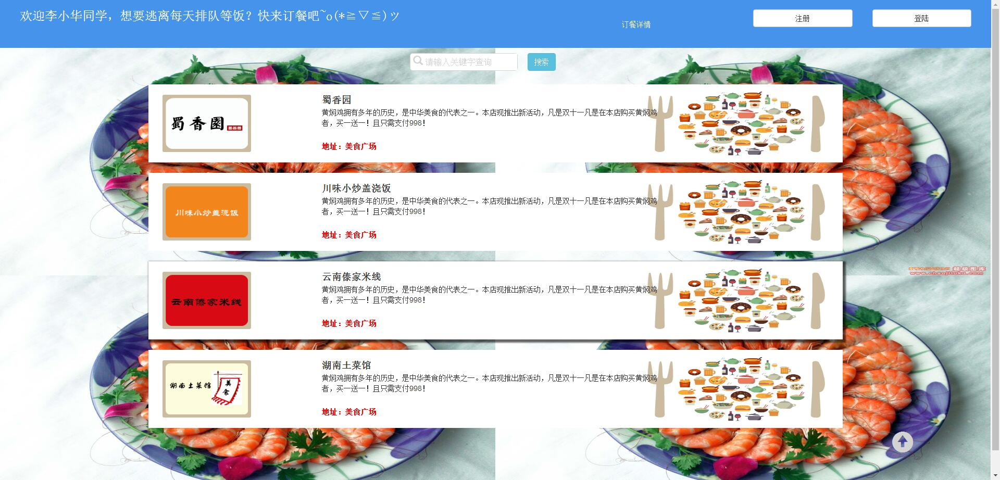 欢迎李小华同学，想要逃离每天排队等饭？快来订餐吧~o(*≧▽≦)ツ
订餐详情
注册
登陆
请输入关键字查询
搜索
蜀香园
蜀香园
黄焖鸡拥有多年的历史，是中华美食的代表之一。本店现推出新活动，凡是双十一凡是在本店购买黄焖鸡
者，买一送一！且只需支付998！
地址：美食广场
川味小炒盖浇饭
川味小炒盖浇饭
黄焖鸡拥有多年的历史，是中华美食的代表之一。本店现推出新活动，凡是双十一凡是在本店购买黄焖鸡
者，买一送一！且只需支付998！
地址：美食广场
超级图库
www.chaojituku.com
云南傣家米线
云南傣家米线
黄焖鸡拥有多年的历史，是中华美食的代表之一。本店现推出新活动，凡是双十一凡是在本店购买黄焖鸡
者，买一送一！且只需支付998！
地址：美食广场
湖南土菜馆
美食
湖南土菜馆
黄焖鸡拥有多年的历史，是中华美食的代表之一。本店现推出新活动，凡是双十一凡是在本店购买黄焖鸡
者，买一送一！且只需支付998！
地址：美食广场